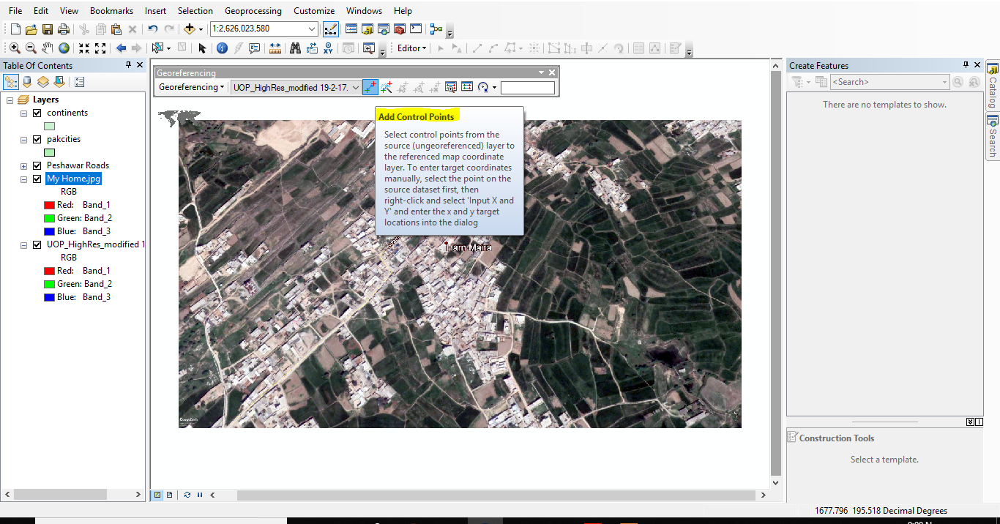 File Edit View Bookmarks Insert Selection Geoprocessing Customize Windows Help
1:2,626,023,580
Editor
Table Of Contents
Layers
continents
pakcities
Peshawar Roads
My Home.jpg
RGB
Red: Band_1
Green: Band_2
Blue: Band_3
UOP_HighRes_modified 1
RGB
Red: Band_1
Green: Band_2
Blue: Band_3
Georeferencing
Georeferencing
UOP_HighRes_modified 19-2-17.
Add Control Points
Select control points from the
source (ungeoreferenced) layer to
the referenced map coordinate
layer. To enter target coordinates
manually, select the point on the
source dataset first, then
right-click and select 'Input X and
Y' and enter the x and y target
locations into the dialog
Harn Maira
Create Features
<Search>
There are no templates to show.
Construction Tools
Select a template.
Catalog
Search
1677.796 195.518 Decimal Degrees